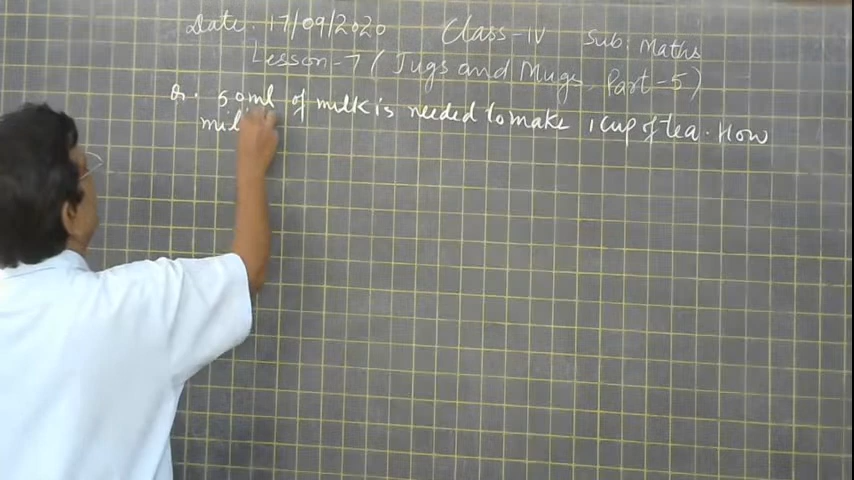 Date: 17/09/2020 Class-IV Sub: Maths
Lesson-7 (Jugs and Mugs, Part-5)
Q. 50ml of milk is needed to make 1 cup of tea. How
mil